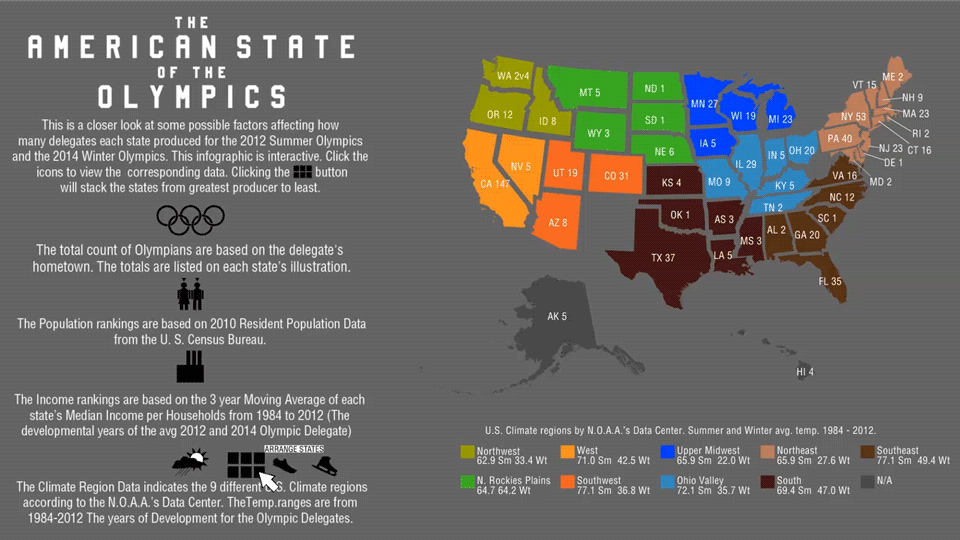 THE
AMERICAN STATE
OF THE
OLYMPICS
This is a closer look at some possible factors affecting how
many delegates each state produced for the 2012 Summer Olympics
and the 2014 Winter Olympics. This infographic is interactive. Click the
icons to view the corresponding data. Clicking the button
will stack the states from greatest producer to least.
The total count of Olympians are based on the delegate's
hometown. The totals are listed on each state's illustration.
The Population rankings are based on 2010 Resident Population Data
from the U. S. Census Bureau.
The Income rankings are based on the 3 year Moving Average of each
state's Median Income per Households from 1984 to 2012 (The
developmental years of the avg 2012 and 2014 Olympic Delegate)
ARRANGE STATES
The Climate Region Data indicates the 9 different U.S. Climate regions
according to the N.O.A.A.'s Data Center. TheTemp.ranges are from
1984-2012 The years of Development for the Olympic Delegates.
WA 2v4
OR 12
ID 8
MT 5
WY 3
ND 1
SD 1
NE 6
MN 27
WI 19
MI 23
IA 5
CA 147
NV 5
UT 19
CO 31
AZ 8
KS 4
OK 1
TX 37
AS 3
LA 5
MS 3
MO 9
IL 29
IN 5
OH 20
KY 5
TN 2
AL 2
GA 20
FL 35
SC 1
NC 12
VA 16
PA 40
NY 53
VT 15
ME 2
NH 9
MA 23
RI 2
CT 16
NJ 23
DE 1
MD 2
AK 5
HI 4
U.S. Climate regions by N.O.A.A.'s Data Center. Summer and Winter avg. temp. 1984 - 2012.
Northwest
62.9 Sm 33.4 Wt
West
71.0 Sm 42.5 Wt
Upper Midwest
65.9 Sm 22.0 Wt
Northeast
65.9 Sm 27.6 Wt
Southeast
77.1 Sm 49.4 Wt
N. Rockies Plains
64.7 64.2 Wt
Southwest
77.1 Sm 36.8 Wt
Ohio Valley
72.1 Sm 35.7 Wt
South
69.4 Sm 47.0 Wt
N/A